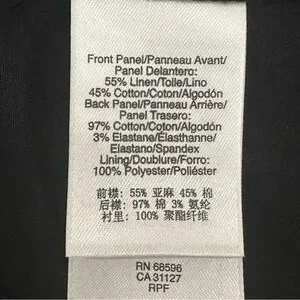 Front Panel/Panneau Avant/
Panel Delantero:
55% Linen/Toile/Lino
45% Cotton/Coton/Algodón
Back Panel/Panneau Arrière/
Panel Trasero:
97% Cotton/Coton/Algodón
3% Elastane/Élasthanne/
Elastano/Spandex
Lining/Doublure/Forro:
100% Polyester/Poliéster
前襟: 55% 亚麻 45% 棉
后襟: 97% 棉 3% 氨纶
衬里: 100% 聚酯纤维
RN 68596
CA 31127
RPF